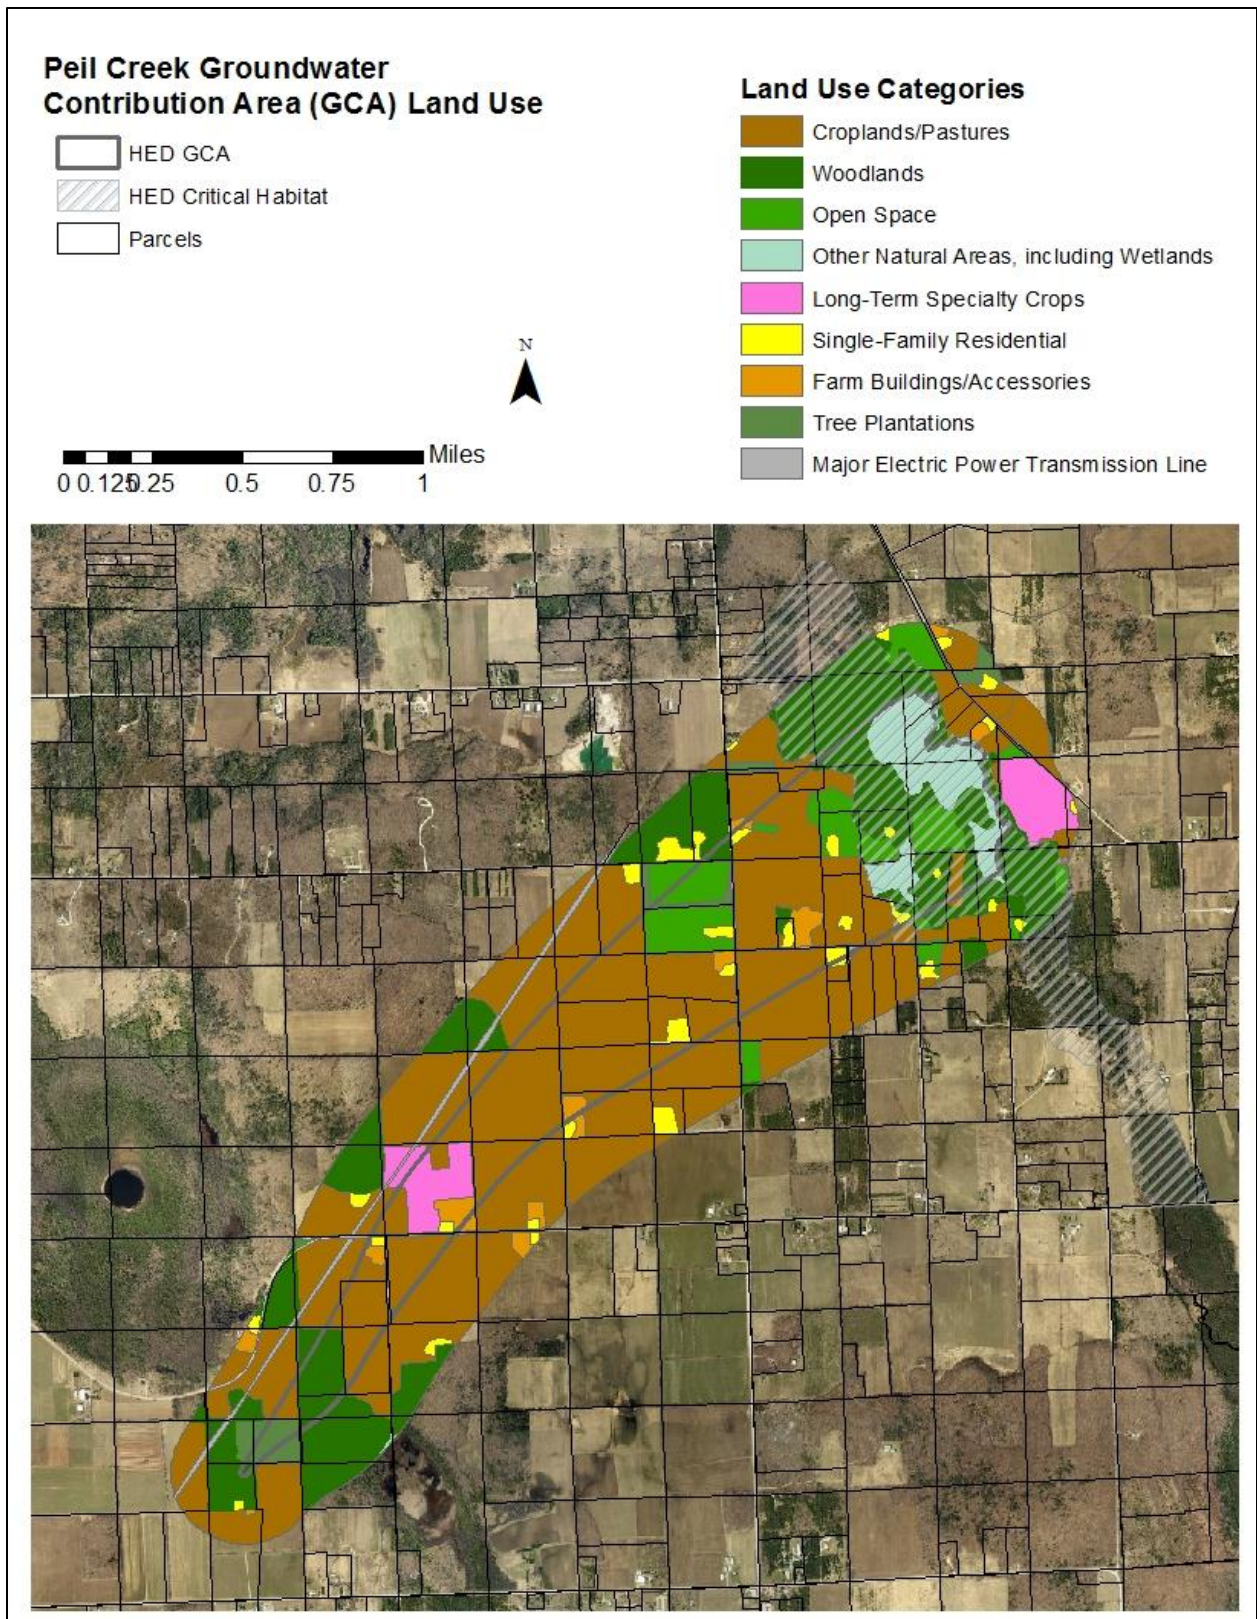 Peil Creek Groundwater
Contribution Area (GCA) Land Use
HED GCA
HED Critical Habitat
Parcels
N
Miles
0 0.125 0.25 0.5 0.75 1
Land Use Categories
Croplands/Pastures
Woodlands
Open Space
Other Natural Areas, including Wetlands
Long-Term Specialty Crops
Single-Family Residential
Farm Buildings/Accessories
Tree Plantations
Major Electric Power Transmission Line